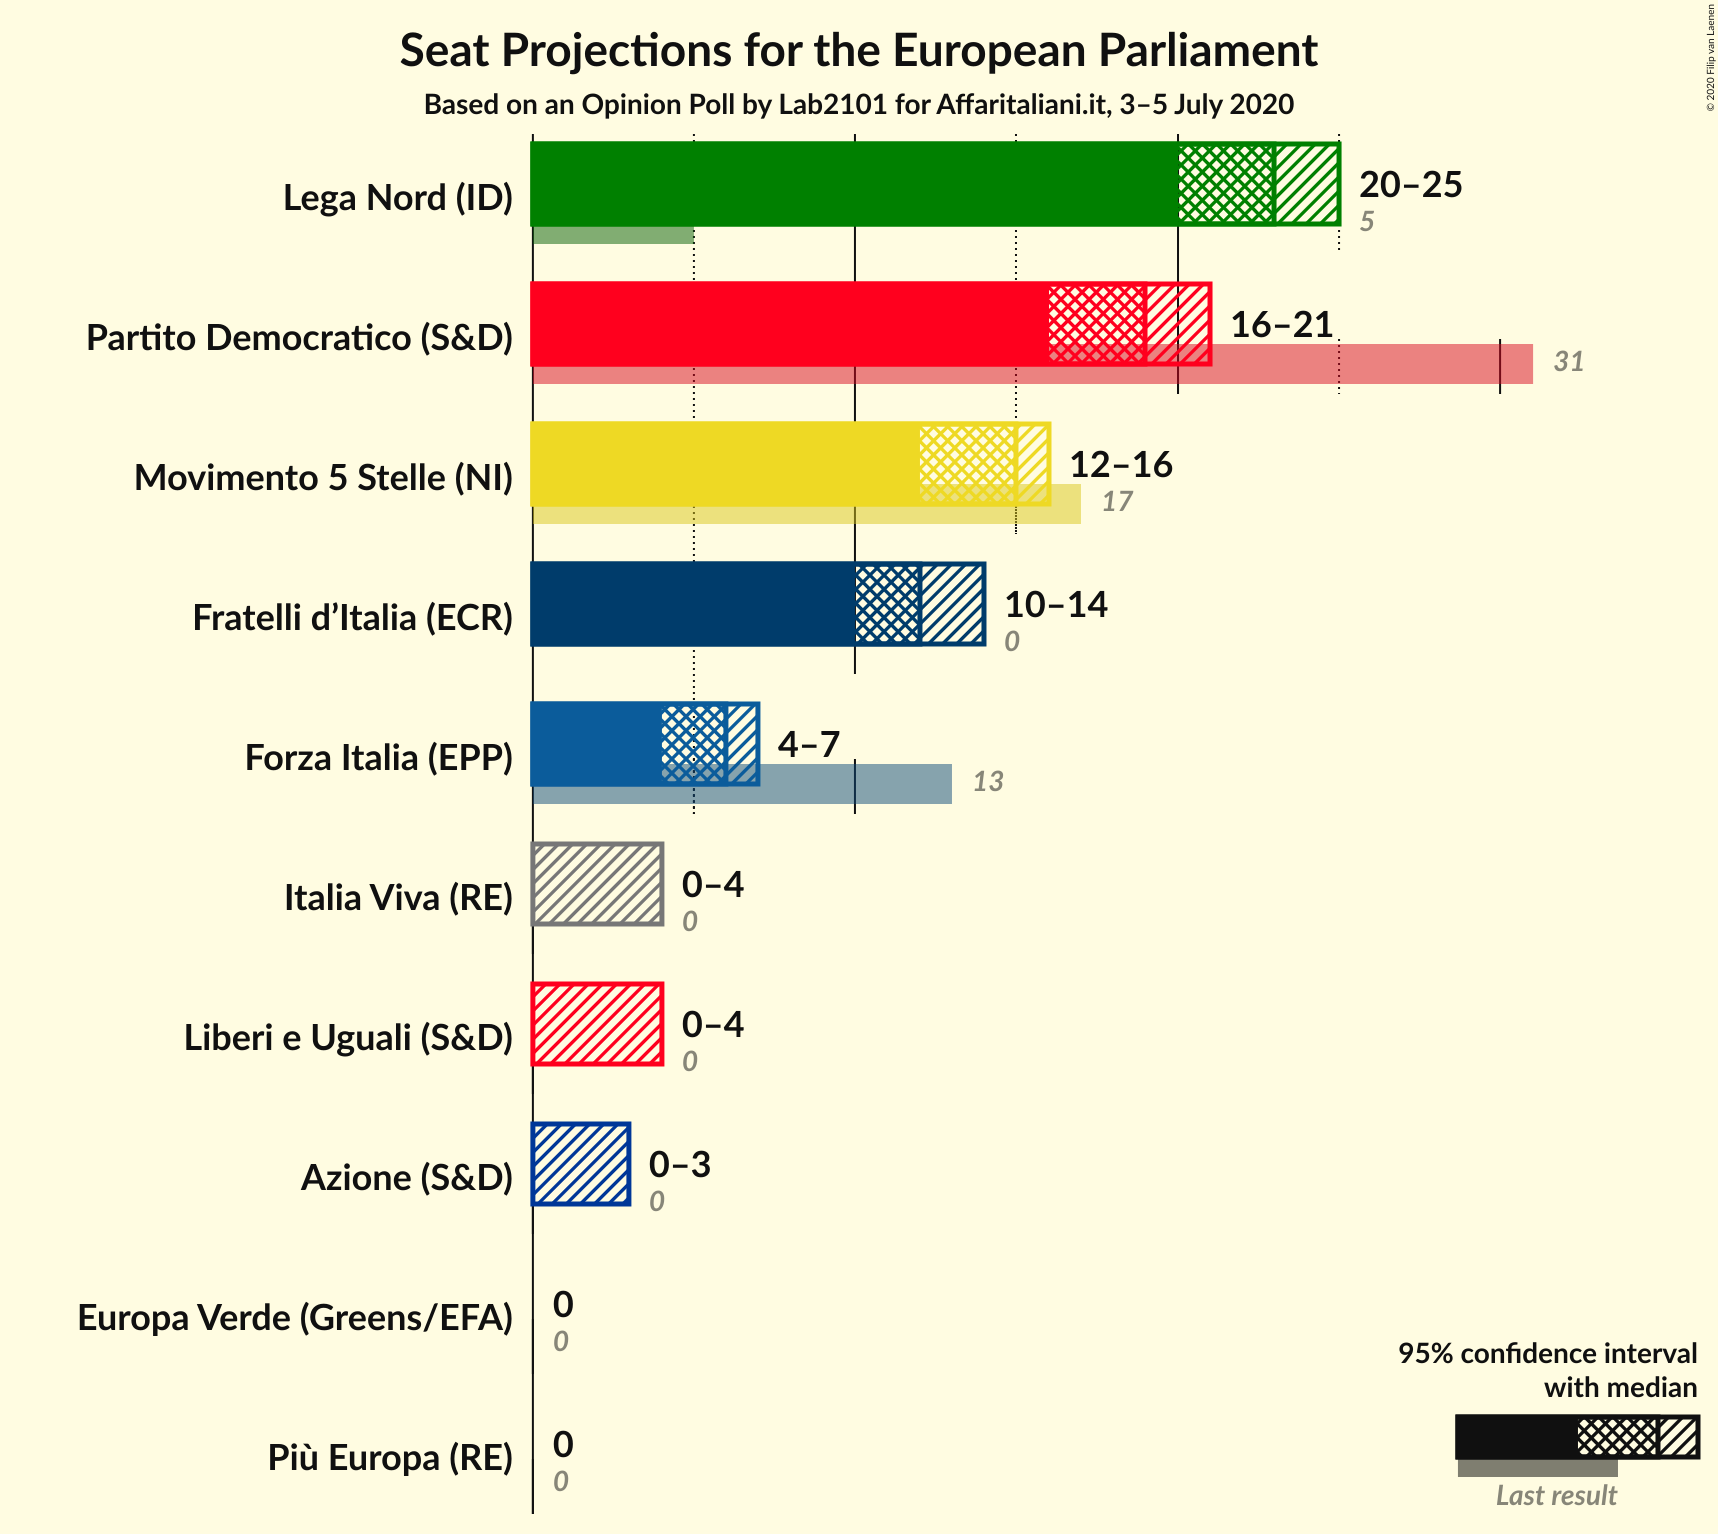 Seat Projections for the European Parliament
Based on an Opinion Poll by Lab2101 for Affaritaliani.it, 3–5 July 2020
© 2020 Filip van Laenen
Lega Nord (ID)
20–25
5
Partito Democratico (S&D)
16–21
31
Movimento 5 Stelle (NI)
12–16
17
Fratelli d’Italia (ECR)
10–14
0
Forza Italia (EPP)
4–7
13
Italia Viva (RE)
0–4
0
Liberi e Uguali (S&D)
0–4
0
Azione (S&D)
0–3
0
Europa Verde (Greens/EFA)
0
0
Più Europa (RE)
0
0
95% confidence interval
with median
Last result